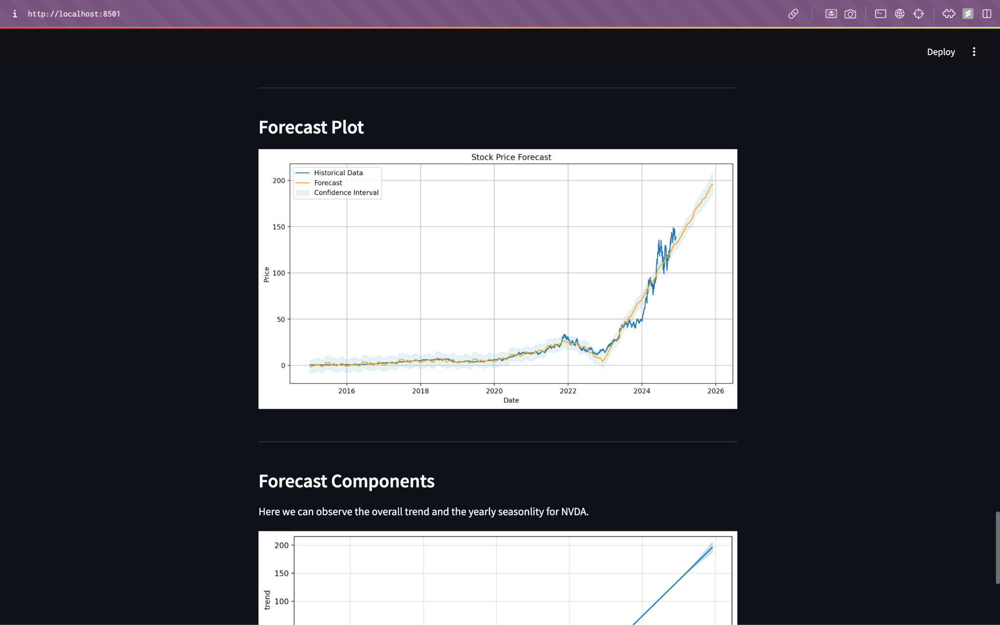 http://localhost:8501
Deploy
Forecast Plot
Stock Price Forecast
Historical Data
Forecast
Confidence Interval
200
150
100
50
0
Price
2016 2018 2020 2022 2024 2026
Date
Forecast Components
Here we can observe the overall trend and the yearly seasonlity for NVDA.
200
150
100
trend